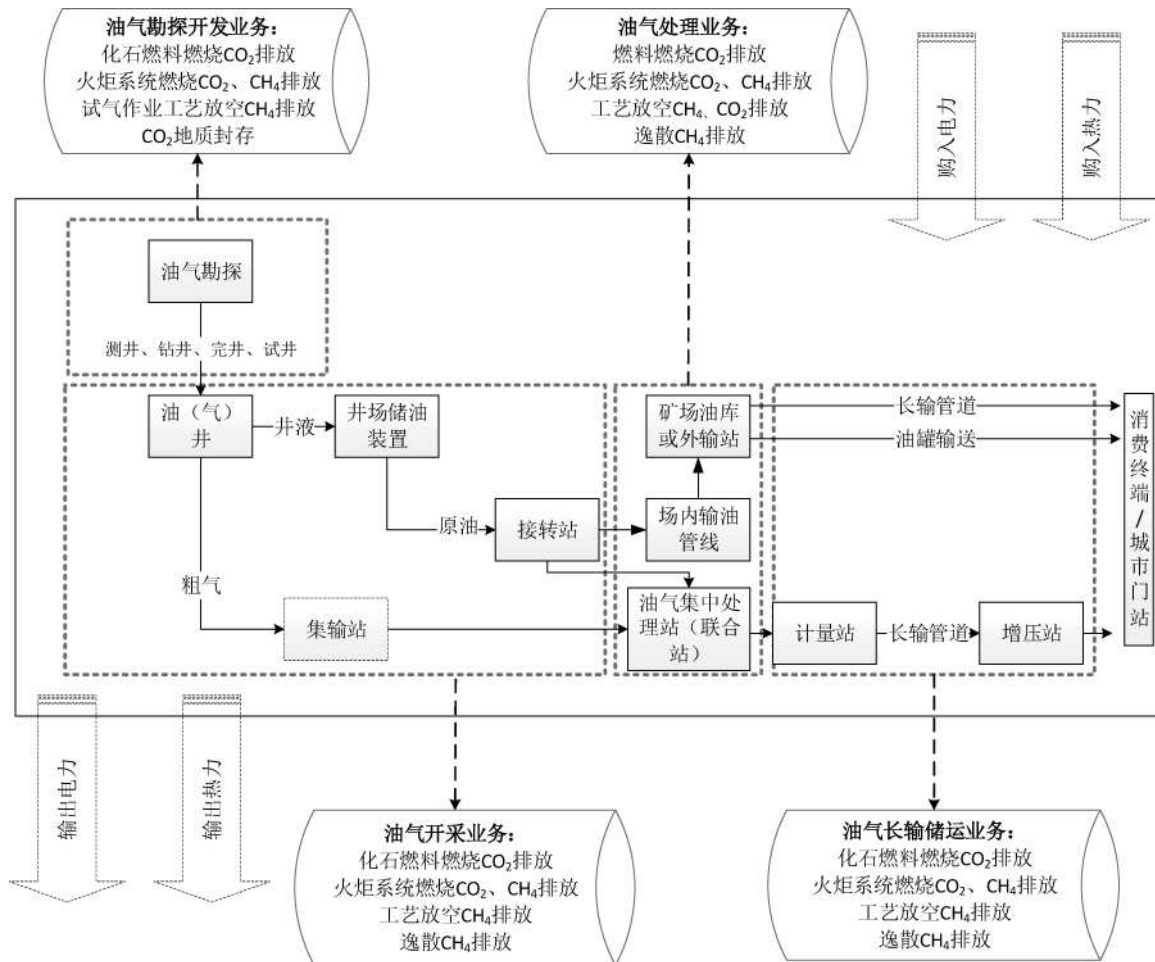 油气勘探开发业务：
化石燃料燃烧CO₂排放
火炬系统燃烧CO₂、CH₄排放
试气作业工艺放空CH₄排放
CO₂地质封存
油气处理业务：
燃料燃烧CO₂排放
火炬系统燃烧CO₂、CH₄排放
工艺放空CH₄、CO₂排放
逸散CH₄排放
购入电力
购入热力
油气勘探
测井、钻井、完井、试井
油（气）
井
井液
井场储油
装置
原油
接转站
粗气
集输站
矿场油库
或外输站
场内输油
管线
油气集中处
理站（联合
站）
长输管道
油罐输送
计量站
长输管道
增压站
消费终端/城市门站
输出电力
输出热力
油气开采业务：
化石燃料燃烧CO₂排放
火炬系统燃烧CO₂、CH₄排放
工艺放空CH₄排放
逸散CH₄排放
油气长输储运业务：
化石燃料燃烧CO₂排放
火炬系统燃烧CO₂、CH₄排放
工艺放空CH₄排放
逸散CH₄排放